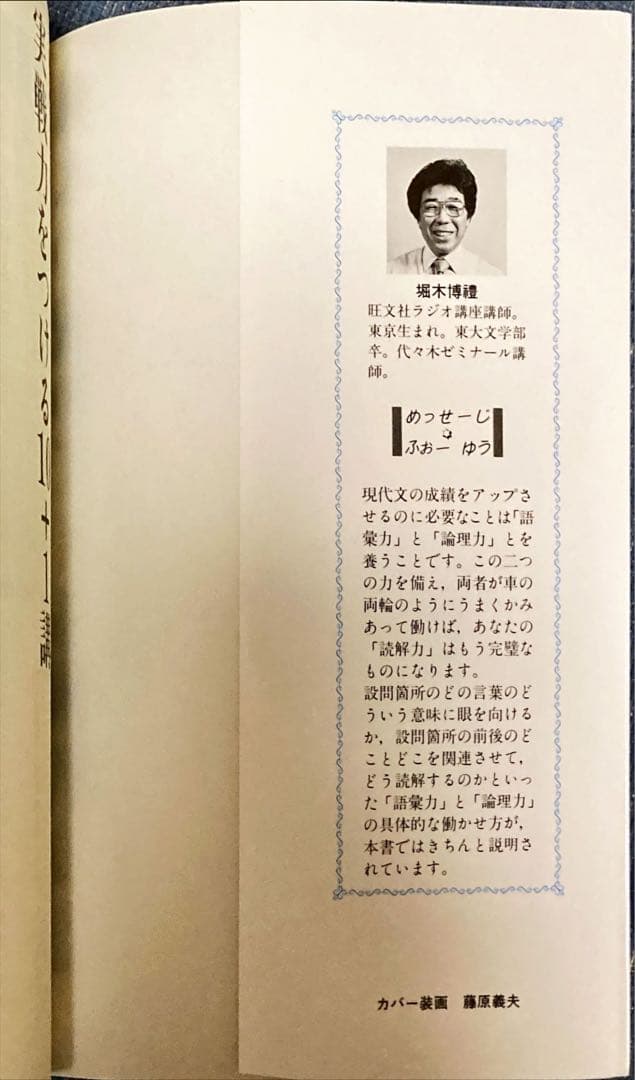 実戦力をつける10+1講
堀木博禮
旺文社ラジオ講座講師。
東京生まれ。東大文学部
卒。代々木ゼミナール講
師。
めっせーじ
ふぉー ゆう
現代文の成績をアップさ
せるのに必要なことは「語
彙力」と「論理力」とを
養うことです。この二つ
の力を備え，両者が車の
両輪のようにうまくかみ
あって働けば，あなたの
「読解力」はもう完璧な
ものになります。
設問箇所のどの言葉のど
ういう意味に眼を向ける
か，設問箇所の前後のど
ことどこを関連させて，
どう読解するのかといっ
た「語彙力」と「論理力」
の具体的な働かせ方が，
本書ではきちんと説明さ
れています。
カバー装画 藤原義夫